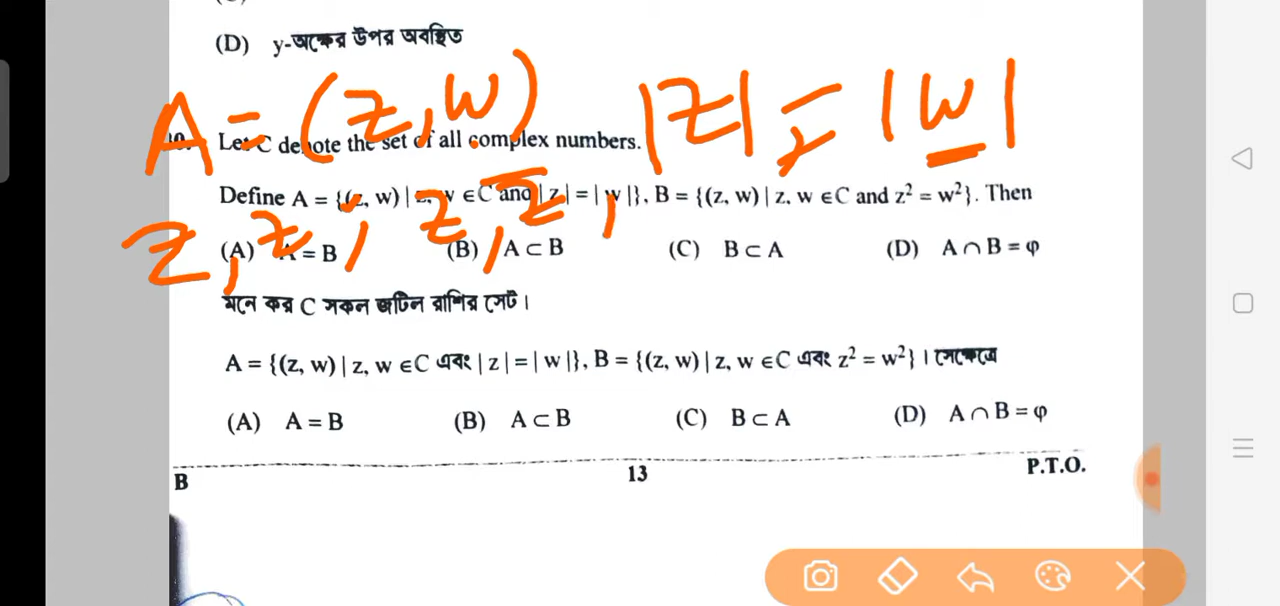 (D) y-অক্ষের উপর অবস্থিত
A = (z, w) |z| = |w|
Let C denote the set of all complex numbers.
Define A = {(z, w) | z, w ∈C and | z | = | w |}, B = {(z, w) | z, w ∈C and z² = w²}. Then
z, z, z, z̅,
(A) A = B (B) A ⊂ B (C) B ⊂ A (D) A ∩ B = φ
মনে কর C সকল জটিল রাশির সেট।
A = {(z, w) | z, w ∈C এবং | z | = | w |}, B = {(z, w) | z, w ∈C এবং z² = w²}। সেক্ষেত্রে
(A) A = B (B) A ⊂ B (C) B ⊂ A (D) A ∩ B = φ
B 13 P.T.O.